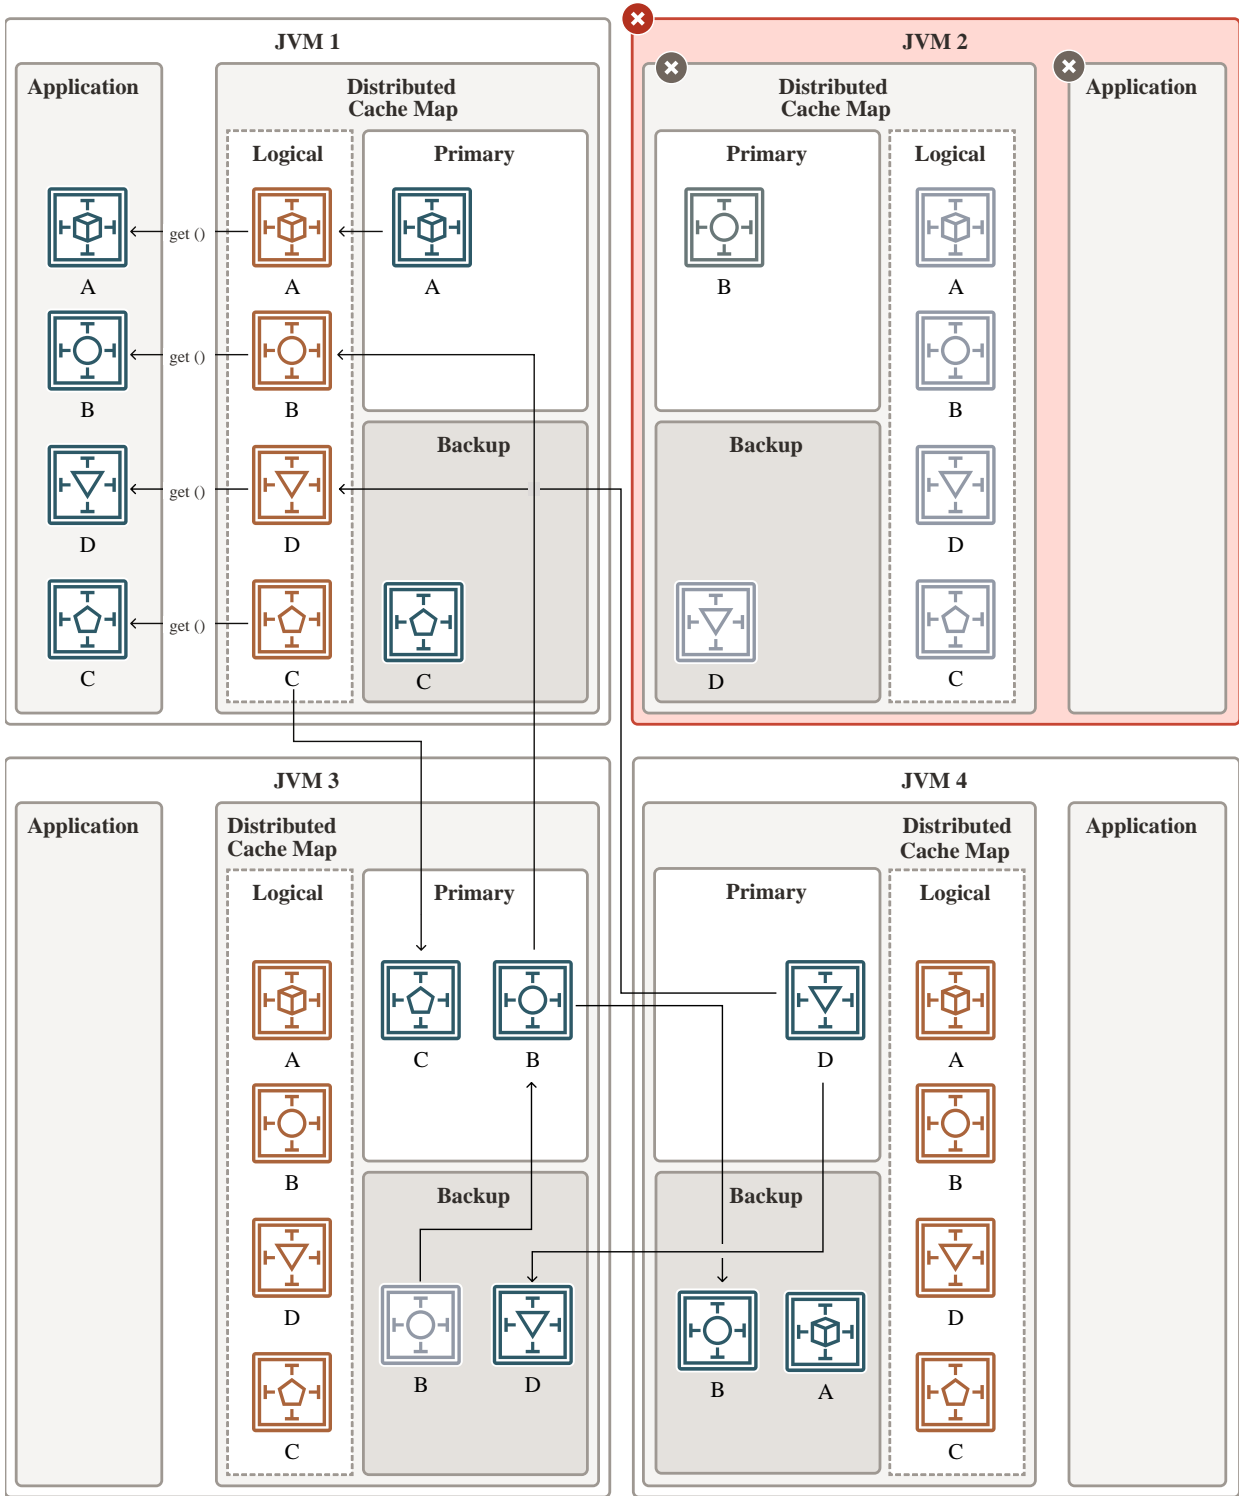 JVM 1
Application
Distributed
Cache Map
Logical
Primary
get ()
A
A
A
get ()
B
B
Backup
get ()
D
D
get ()
C
C
C
JVM 2
Distributed
Cache Map
Application
Primary
Logical
B
A
B
Backup
D
D
C
JVM 3
Application
Distributed
Cache Map
Logical
Primary
A
C
B
B
Backup
D
B
D
C
JVM 4
Distributed
Cache Map
Application
Primary
Logical
D
A
B
Backup
D
B
A
C